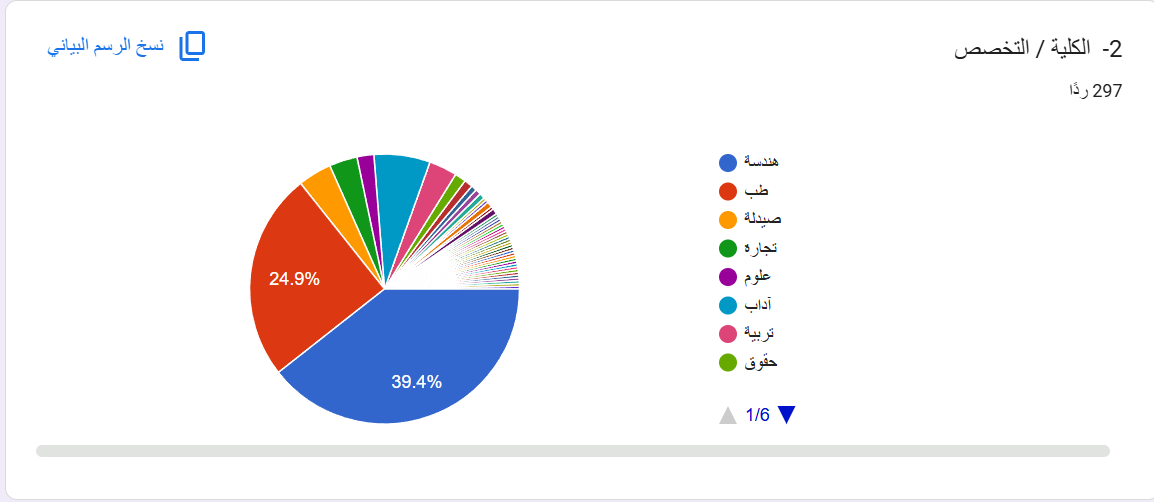 2- الكلية / التخصص
نسخ الرسم البياني
297 ردًا
هندسة
طب
صيدلة
تجاره
علوم
آداب
تربية
حقوق
1/6
24.9%
39.4%